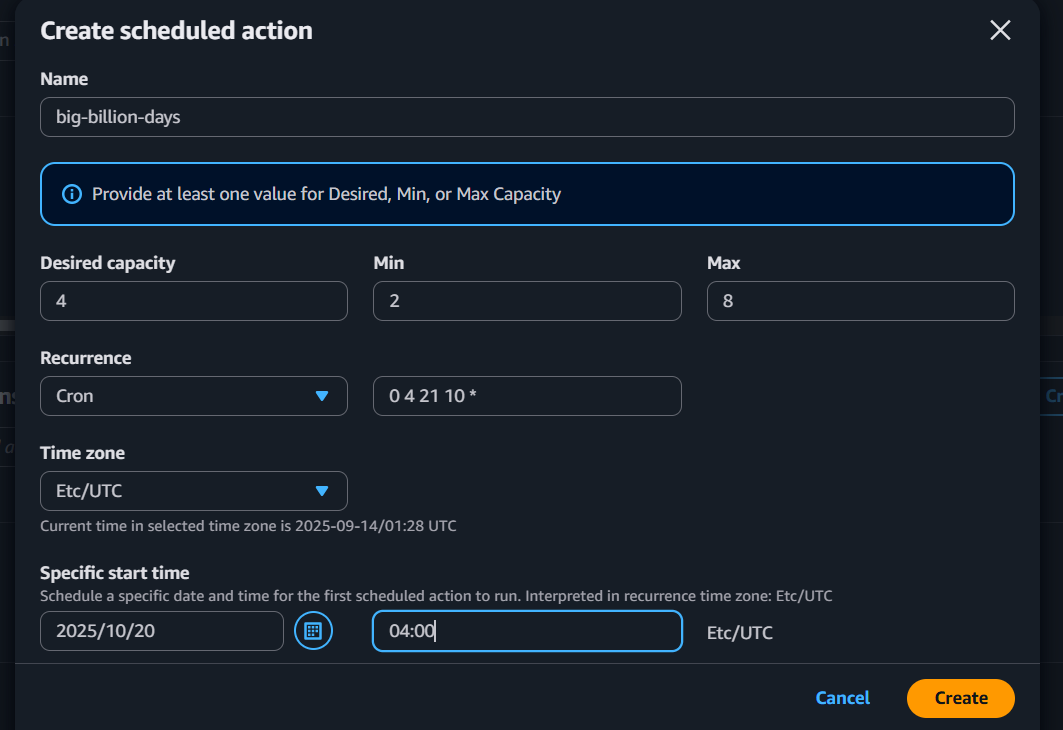 Create scheduled action
Name
big-billion-days
Provide at least one value for Desired, Min, or Max Capacity
Desired capacity Min Max
4 2 8
Recurrence
Cron 0 4 21 10 *
Time zone
Etc/UTC
Current time in selected time zone is 2025-09-14/01:28 UTC
Specific start time
Schedule a specific date and time for the first scheduled action to run. Interpreted in recurrence time zone: Etc/UTC
2025/10/20 04:00 Etc/UTC
Cancel Create